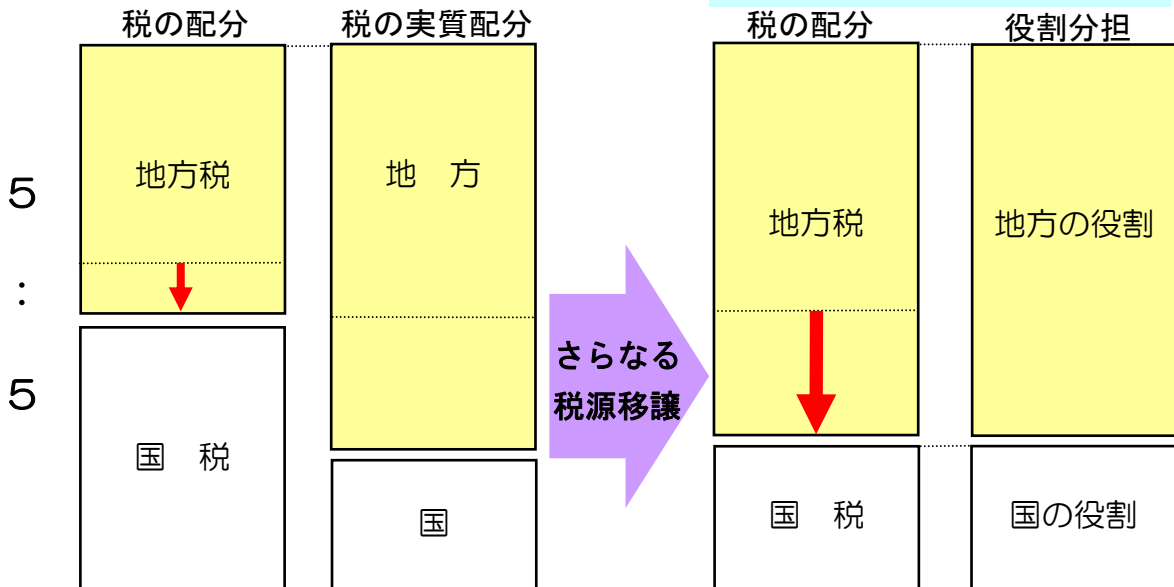 税の配分
税の実質配分
税の配分
役割分担
5
:
5
地方税
地　方
地方税
地方の役割
さらなる
税源移譲
国　税
国
国　税
国の役割